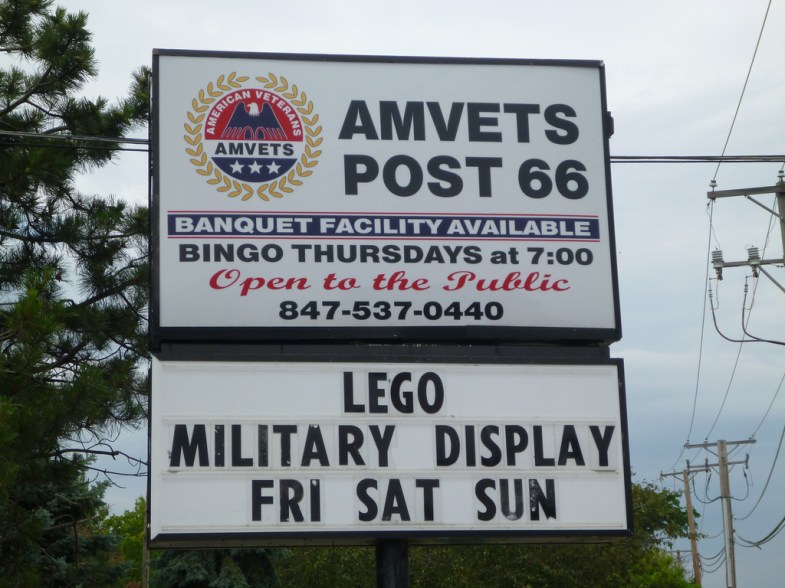 AMERICAN VETERANS
AMVETS
AMVETS
POST 66
BANQUET FACILITY AVAILABLE
BINGO THURSDAYS at 7:00
Open to the Public
847-537-0440
LEGO
MILITARY DISPLAY
FRI SAT SUN